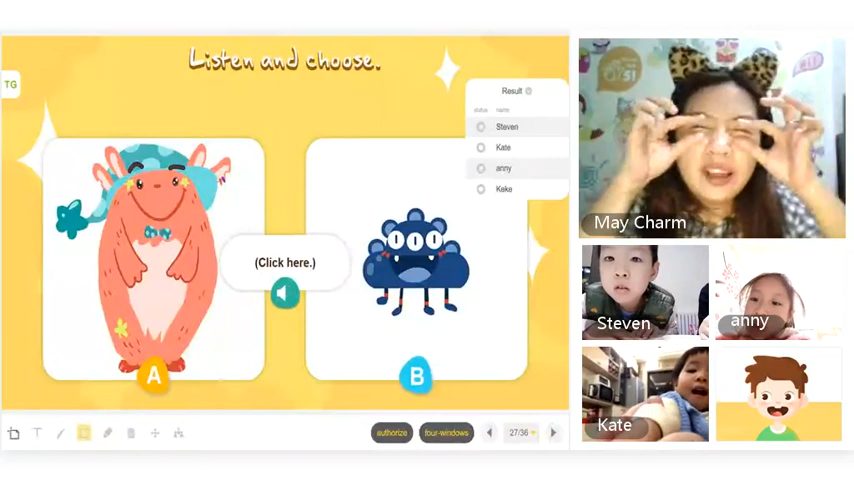 Listen and choose.
TG
Result
status name
Steven
Kate
anny
Keke
(Click here.)
A
B
T
authorize
four-windows
27/36
May Charm
Steven
anny
Kate